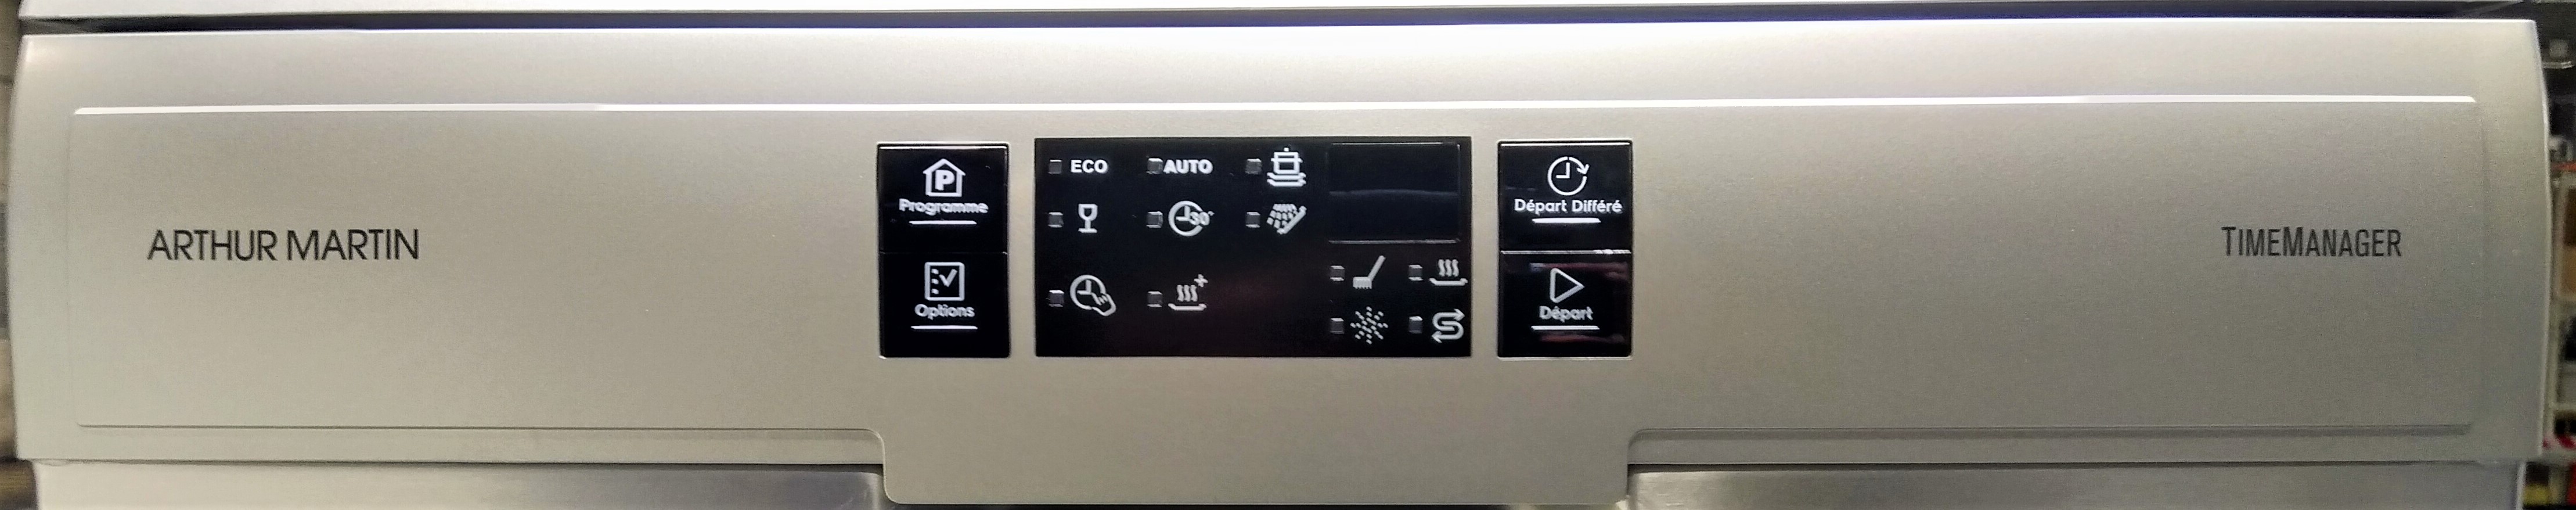 ARTHUR MARTIN
P
Programme
Options
ECO
AUTO
30'
Départ Différé
Départ
TIMEMANAGER